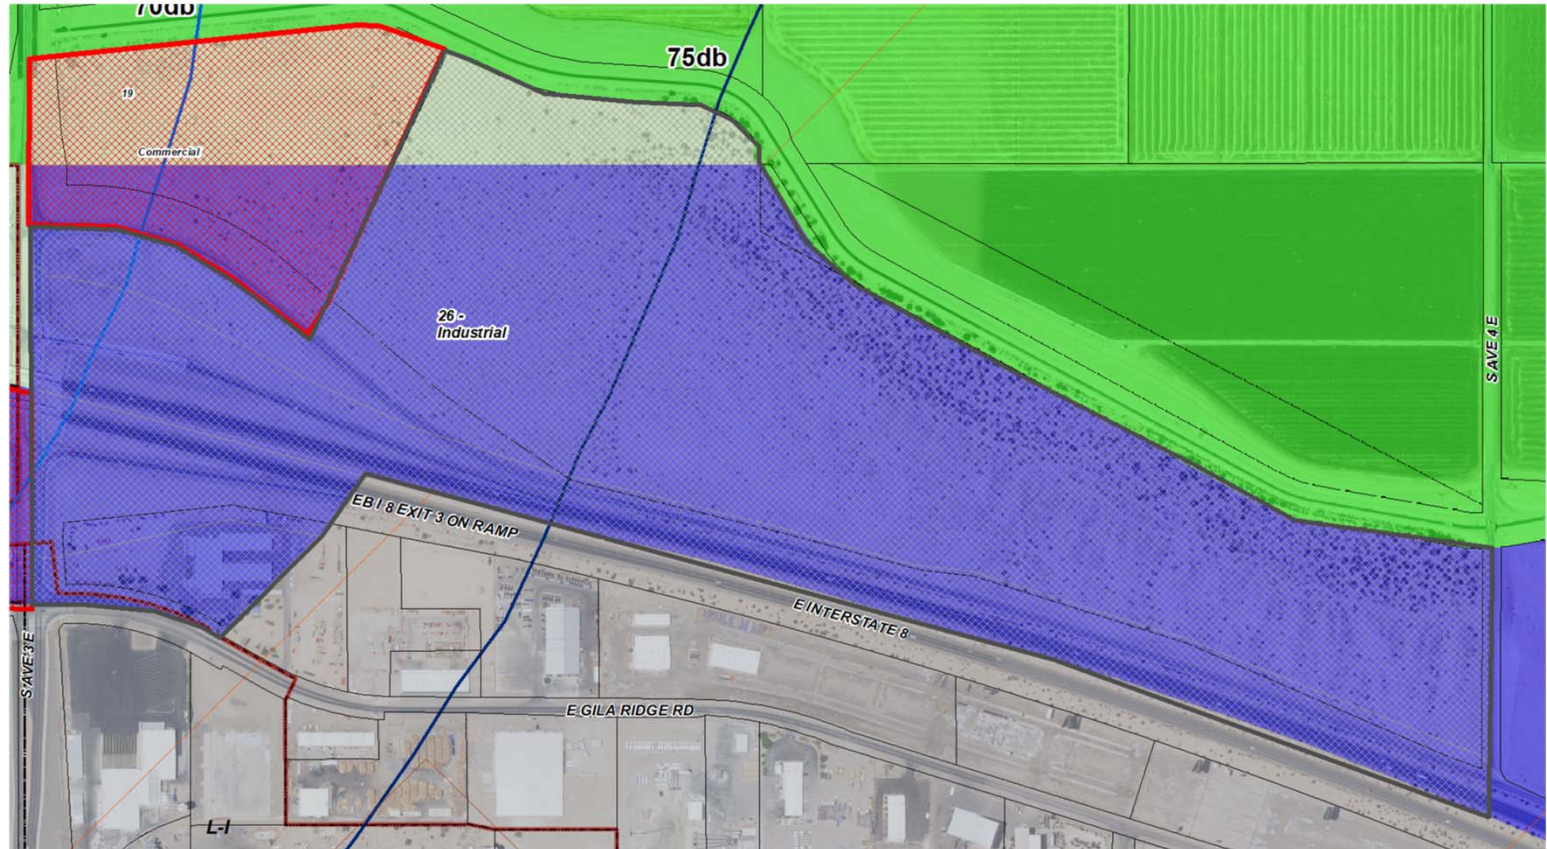 70db
75db
19
Commercial
26 -
Industrial
S AVE 4 E
EB I 8 EXIT 3 ON RAMP
E INTERSTATE 8
S AVE 3 E
E GILA RIDGE RD
L-I